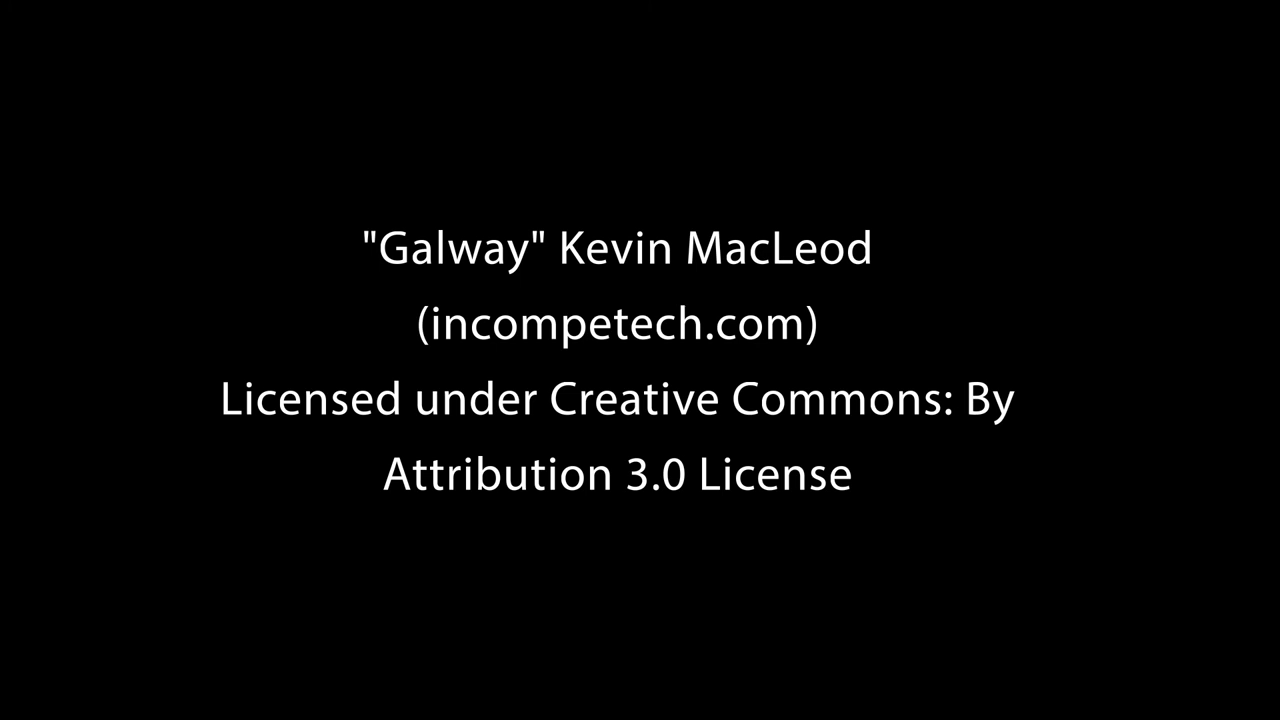 "Galway" Kevin MacLeod
(incompetech.com)
Licensed under Creative Commons: By
Attribution 3.0 License